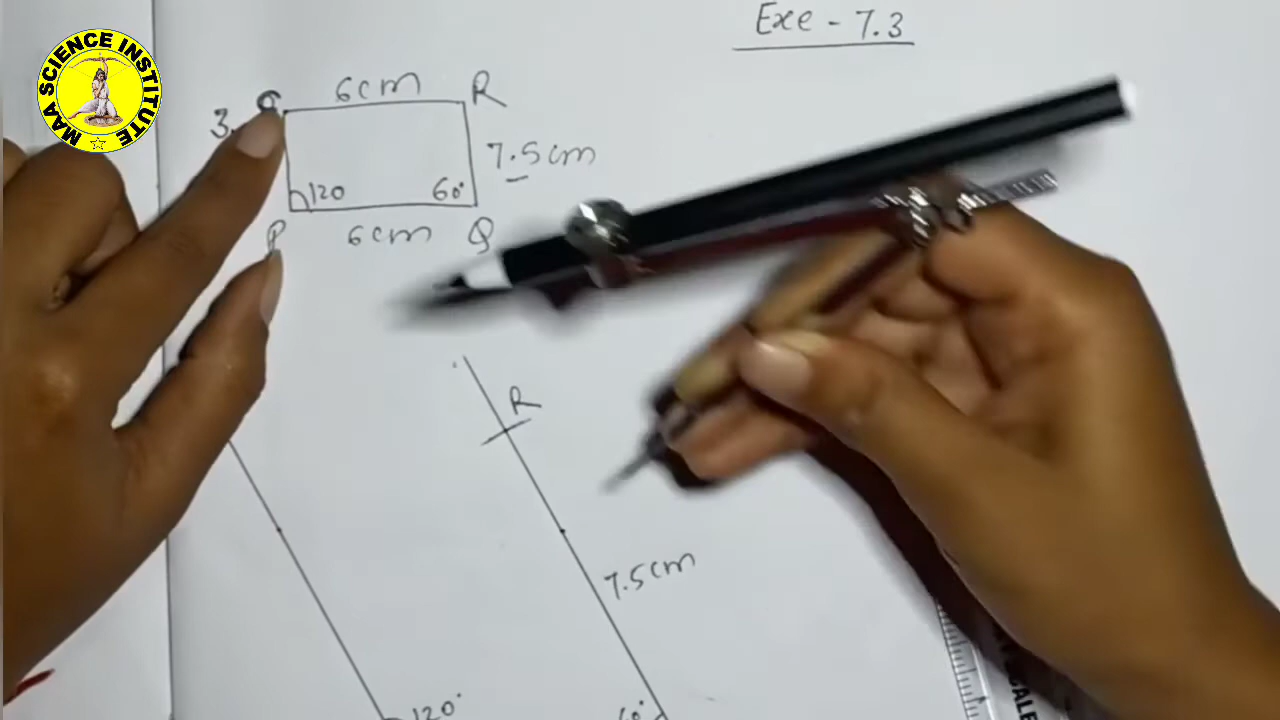 MAA SCIENCE INSTITUTE
Exe - 7.3
3.
6cm
R
7.5cm
120
60°
P
6cm
Q
R
7.5cm
120°
60°